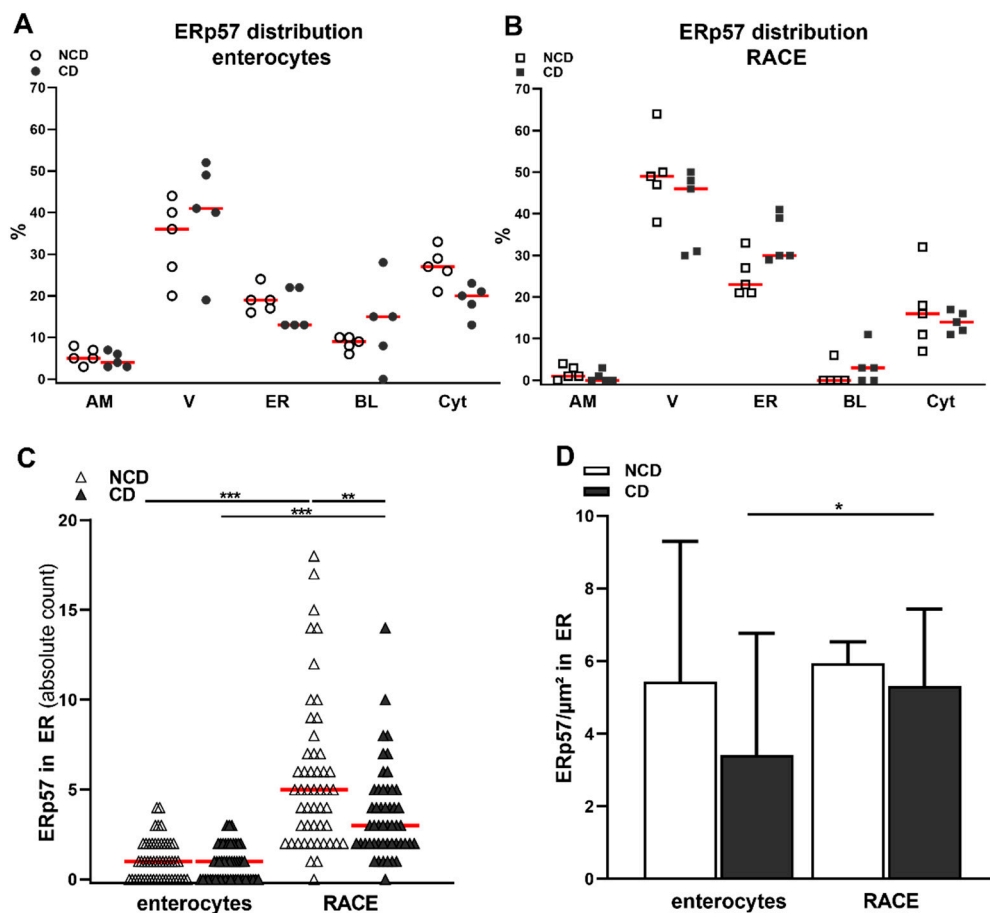 A
ERp57 distribution
enterocytes
NCD
CD
70
60
50
40
30
20
10
0
%
AM V ER BL Cyt
B
ERp57 distribution
RACE
NCD
CD
70
60
50
40
30
20
10
0
%
AM V ER BL Cyt
C
NCD
CD
*** **
***
20
15
10
5
0
ERp57 in ER (absolute count)
enterocytes RACE
D
NCD
CD
*
10
8
6
4
2
0
ERp57/µm² in ER
enterocytes RACE